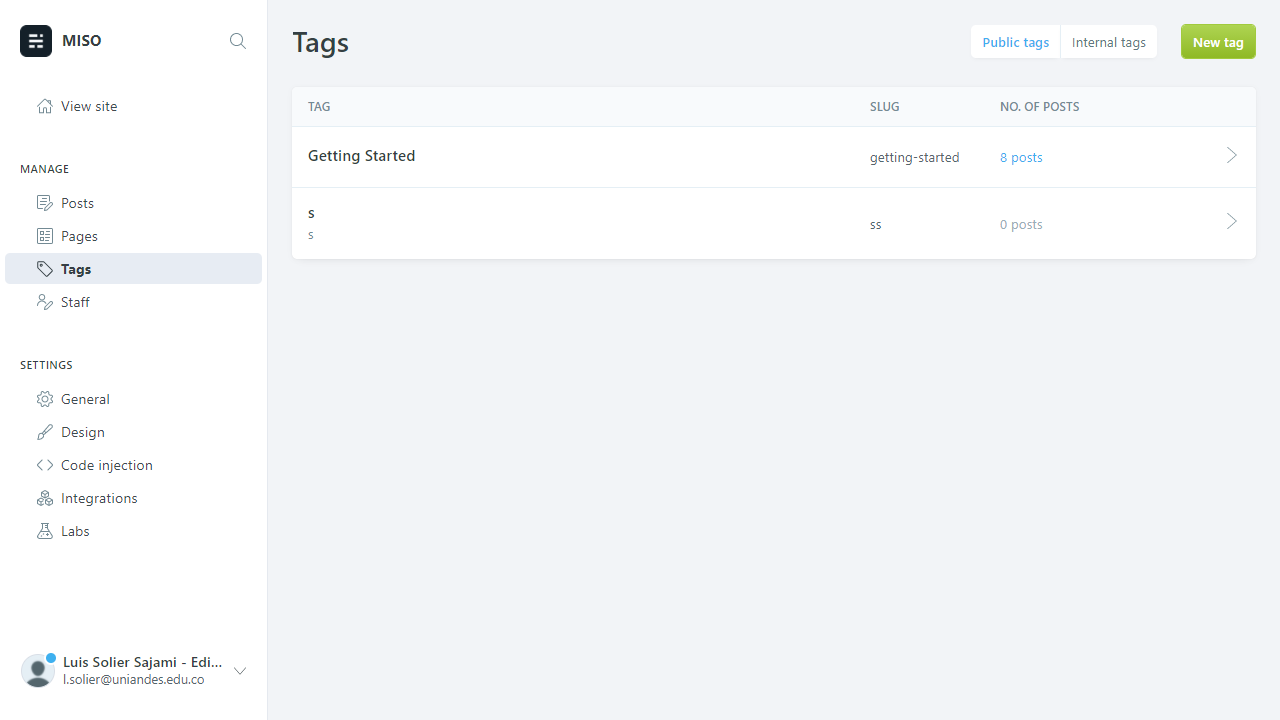 MISO
View site
MANAGE
Posts
Pages
Tags
Staff
SETTINGS
General
Design
Code injection
Integrations
Labs
Luis Solier Sajami - Edi...
l.solier@uniandes.edu.co
Tags
Public tags
Internal tags
New tag
TAG SLUG NO. OF POSTS
Getting Started getting-started 8 posts
s
s
ss 0 posts